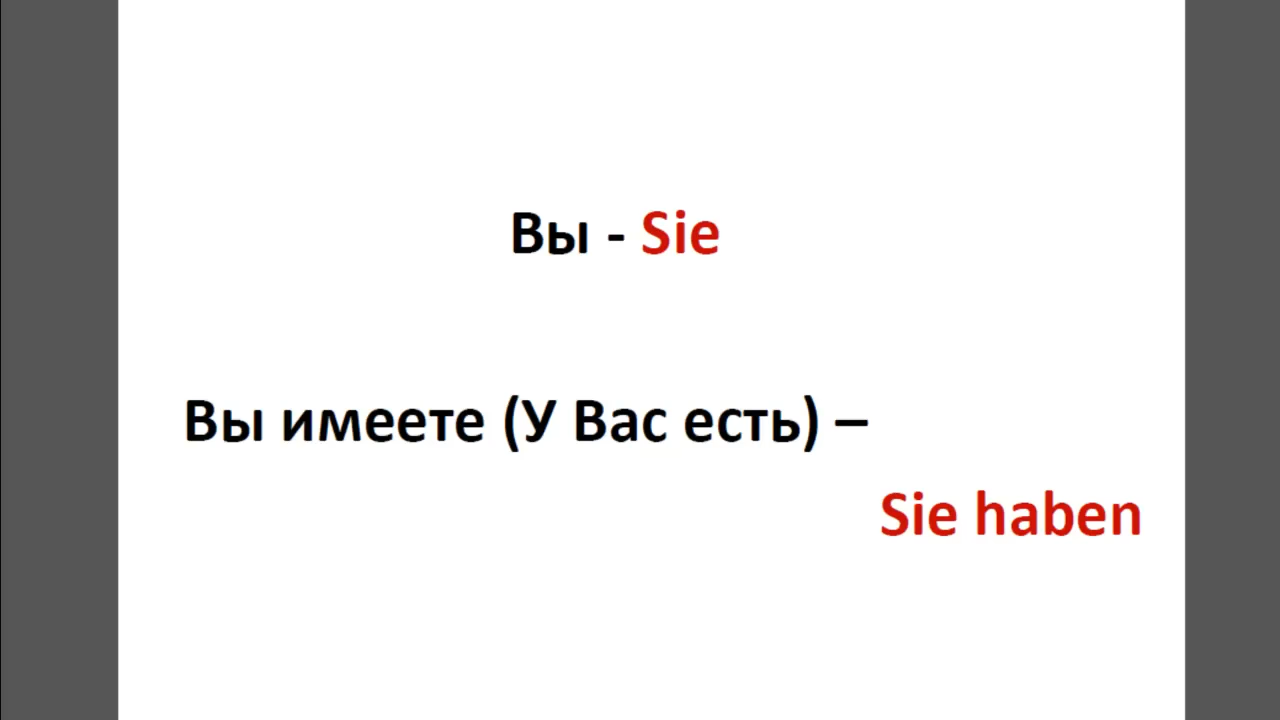 Вы - Sie
Вы имеете (У Вас есть) –
Sie haben